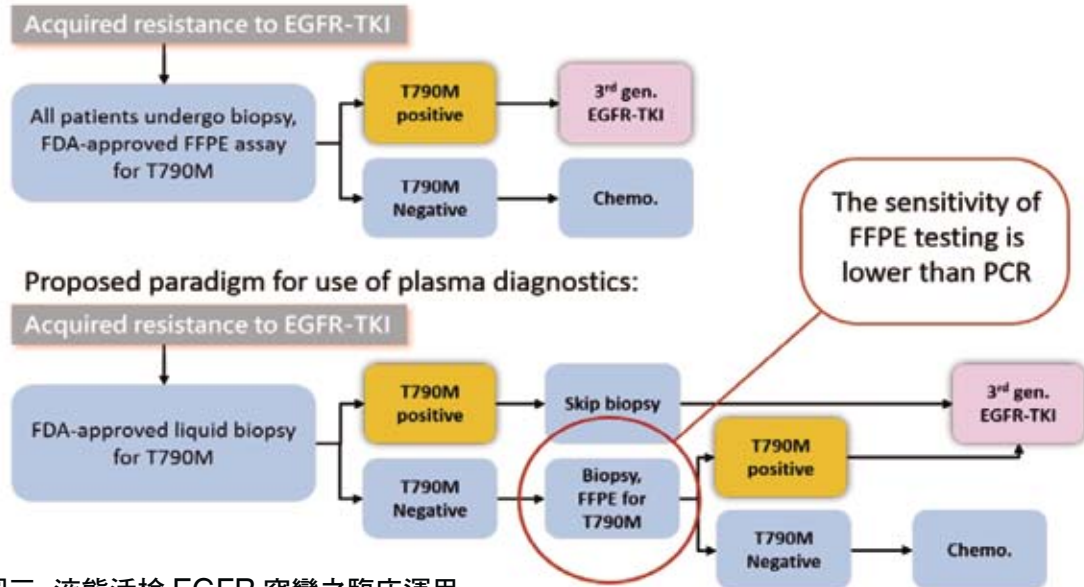 Acquired resistance to EGFR-TKI
All patients undergo biopsy,
FDA-approved FFPE assay
for T790M
T790M
positive
3rd gen.
EGFR-TKI
T790M
Negative
Chemo.
The sensitivity of
FFPE testing is
lower than PCR
Proposed paradigm for use of plasma diagnostics:
Acquired resistance to EGFR-TKI
FDA-approved liquid biopsy
for T790M
T790M
positive
Skip biopsy
3rd gen.
EGFR-TKI
T790M
Negative
Biopsy,
FFPE for
T790M
T790M
positive
T790M
Negative
Chemo.
液態活檢 EGFR 突變之臨床運用